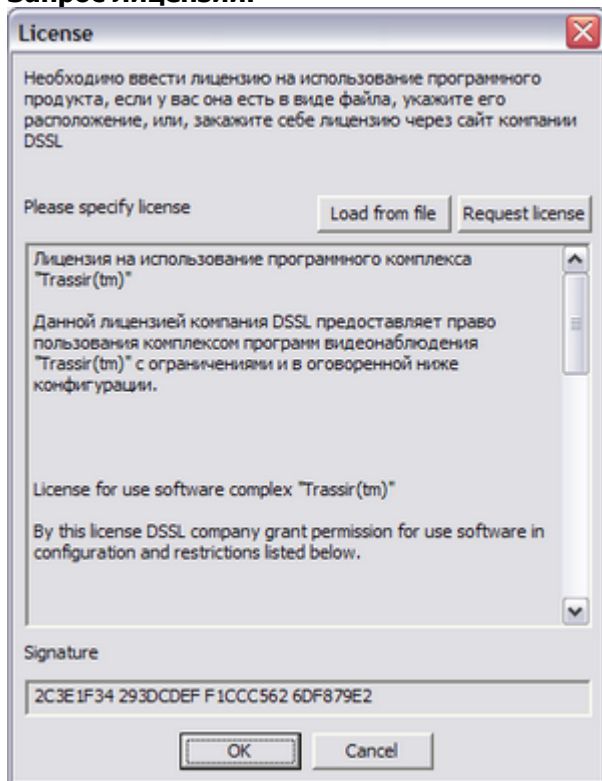 Запрос лицензии:
License
Необходимо ввести лицензию на использование программного
продукта, если у вас она есть в виде файла, укажите его
расположение, или, закажите себе лицензию через сайт компании
DSSL
Please specify license
Load from file
Request license
Лицензия на использование программного комплекса
"Trassir(tm)"
Данной лицензией компания DSSL предоставляет право
пользования комплексом программ видеонаблюдения
"Trassir(tm)" с ограничениями и в оговоренной ниже
конфигурации.
License for use software complex "Trassir(tm)"
By this license DSSL company grant permission for use software in
configuration and restrictions listed below.
Signature
2C3E1F34 293DCDEF F1CCC562 6DF879E2
OK
Cancel